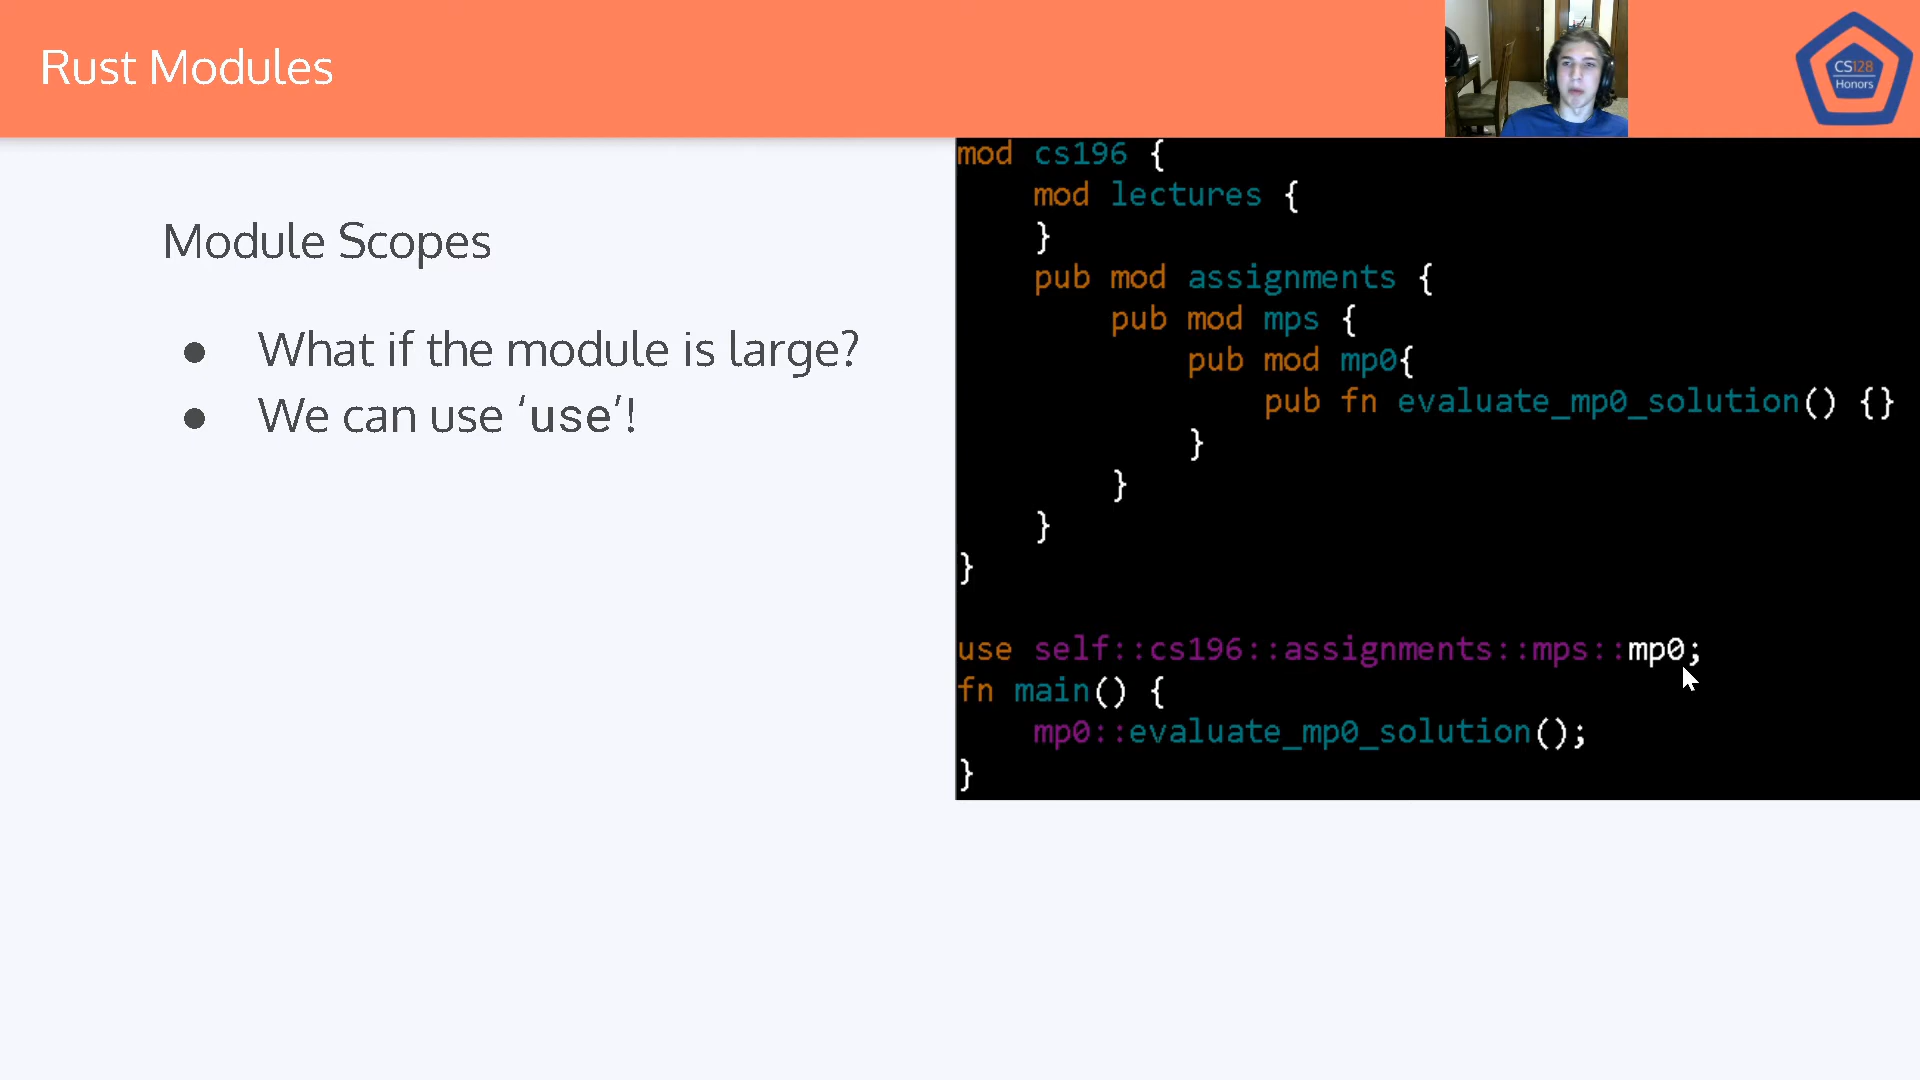 Rust Modules
CS128
Honors
Module Scopes
● What if the module is large?
● We can use ‘use’!
mod cs196 {
    mod lectures {
    }
    pub mod assignments {
        pub mod mps {
            pub mod mp0{
                pub fn evaluate_mp0_solution() {}
            }
        }
    }
}
use self::cs196::assignments::mps::mp0;
fn main() {
    mp0::evaluate_mp0_solution();
}